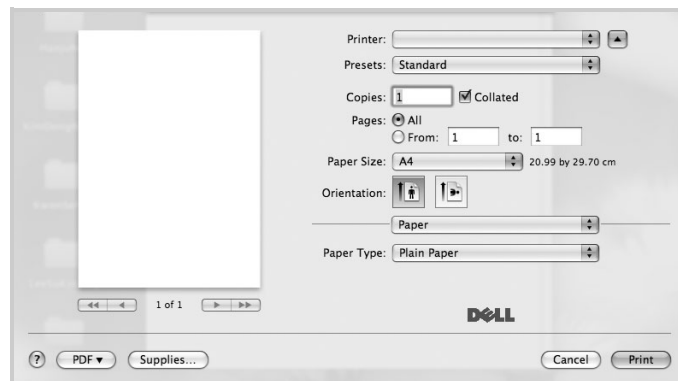 Printer:
Presets: Standard
Copies: 1 Collated
Pages: All
From: 1 to: 1
Paper Size: A4 20.99 by 29.70 cm
Orientation:
Paper
Paper Type: Plain Paper
1 of 1
DELL
? PDF Supplies... Cancel Print